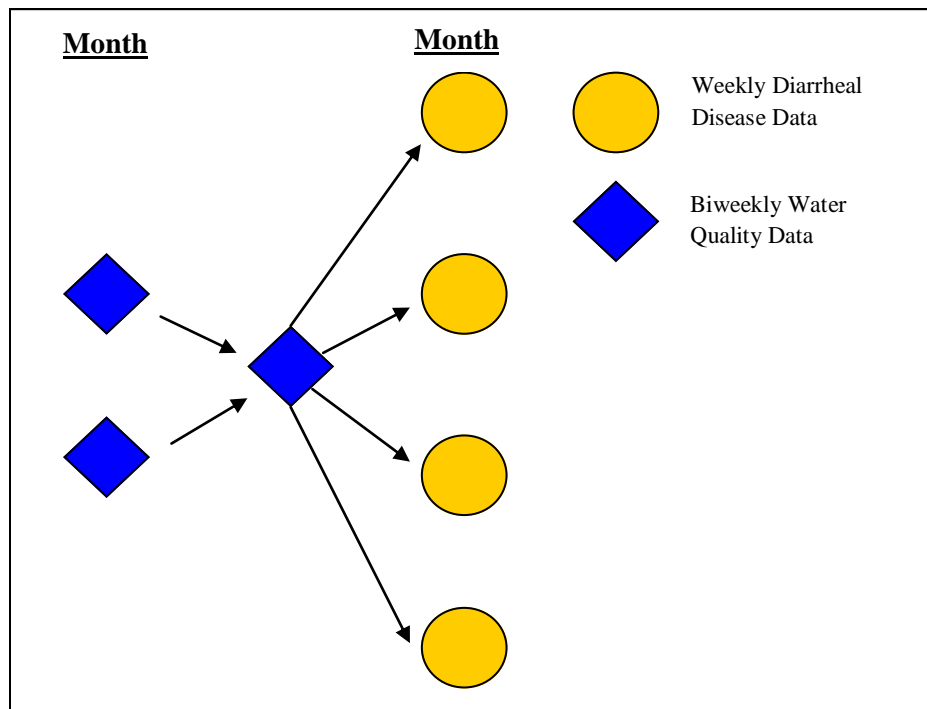 Month
Month
Weekly Diarrheal
Disease Data
Biweekly Water
Quality Data